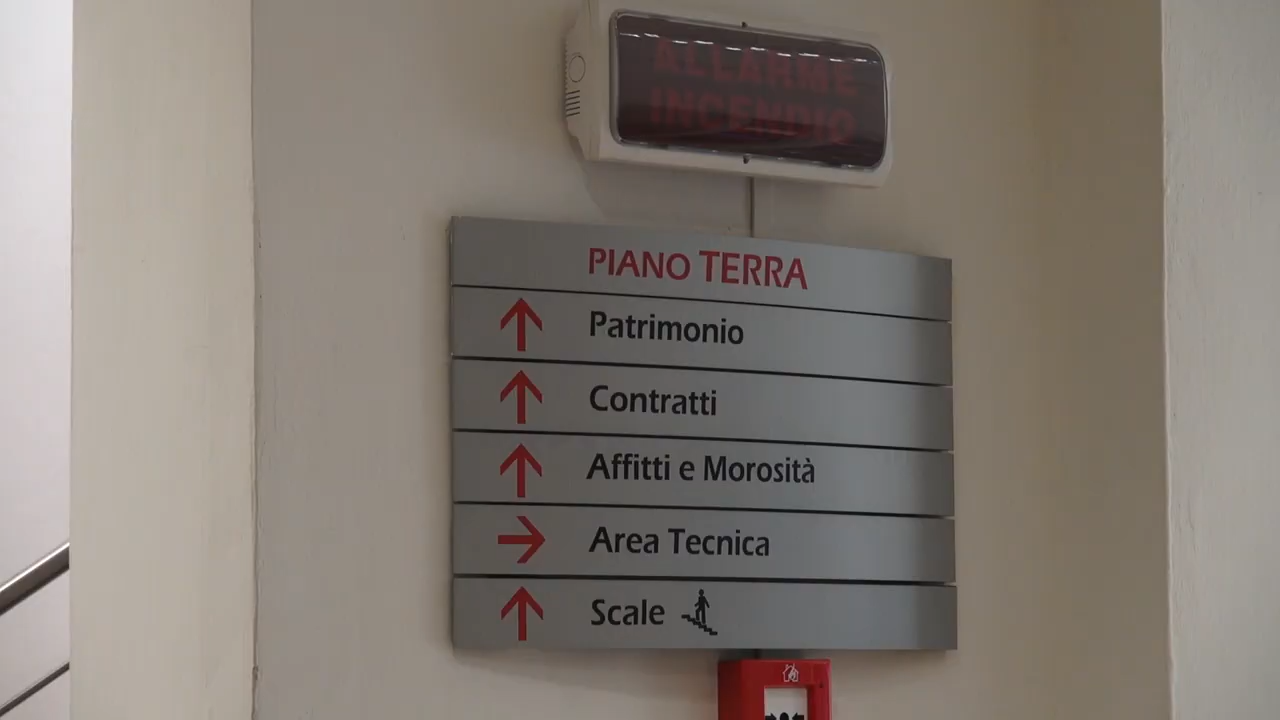 ALLARME
INCENDIO
PIANO TERRA
Patrimonio
Contratti
Affitti e Morosità
Area Tecnica
Scale